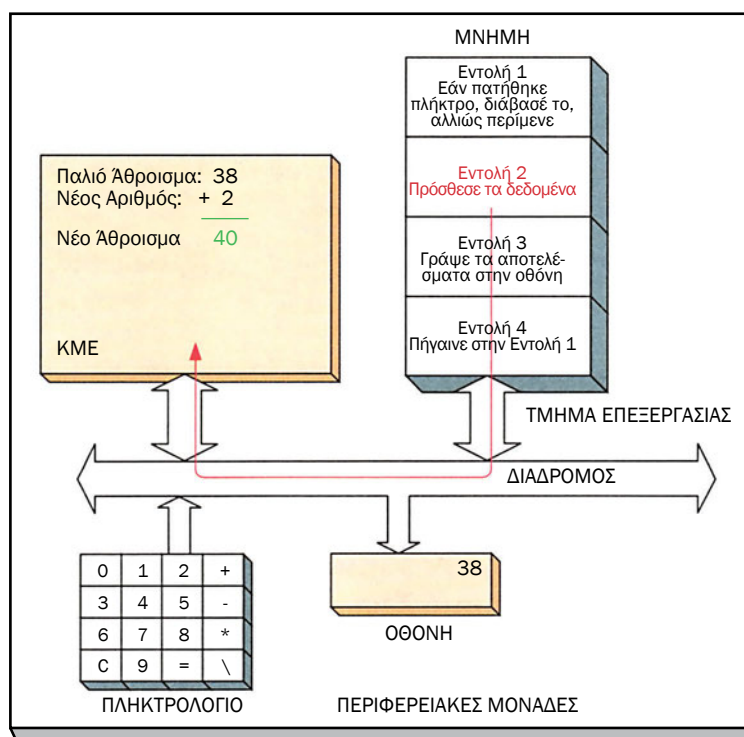 ΜΝΗΜΗ
Εντολή 1
Εάν πατήθηκε
πλήκτρο, διάβασέ το,
αλλιώς περίμενε
Εντολή 2
Πρόσθεσε τα δεδομένα
Εντολή 3
Γράψε τα αποτελέ-
σματα στην οθόνη
Εντολή 4
Πήγαινε στην Εντολή 1
Παλιό Άθροισμα: 38
Νέος Αριθμός: + 2
Νέο Άθροισμα 40
ΚΜΕ
ΤΜΗΜΑ ΕΠΕΞΕΡΓΑΣΙΑΣ
ΔΙΑΔΡΟΜΟΣ
0 1 2 +
3 4 5 -
6 7 8 *
C 9 = \
ΠΛΗΚΤΡΟΛΟΓΙΟ
38
ΟΘΟΝΗ
ΠΕΡΙΦΕΡΕΙΑΚΕΣ ΜΟΝΑΔΕΣ